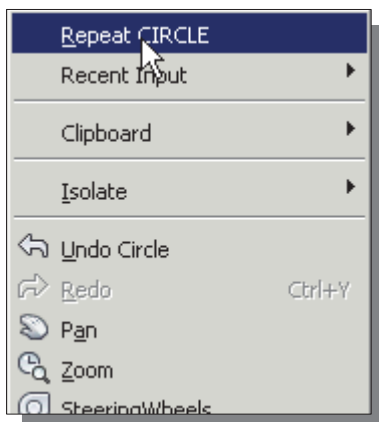 Repeat CIRCLE
Recent Input
Clipboard
Isolate
Undo Circle
Redo Ctrl+Y
Pan
Zoom
SteeringWheels